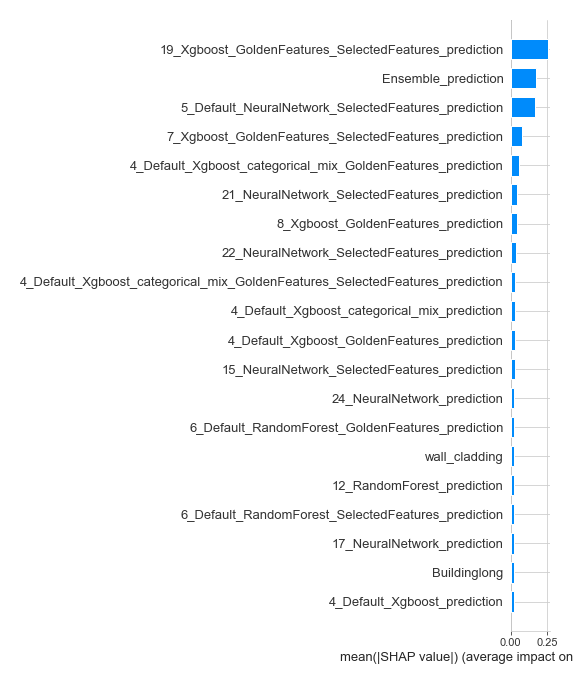 19_Xgboost_GoldenFeatures_SelectedFeatures_prediction
Ensemble_prediction
5_Default_NeuralNetwork_SelectedFeatures_prediction
7_Xgboost_GoldenFeatures_SelectedFeatures_prediction
4_Default_Xgboost_categorical_mix_GoldenFeatures_prediction
21_NeuralNetwork_SelectedFeatures_prediction
8_Xgboost_GoldenFeatures_SelectedFeatures_prediction
22_NeuralNetwork_SelectedFeatures_prediction
4_Default_Xgboost_categorical_mix_GoldenFeatures_SelectedFeatures_prediction
4_Default_Xgboost_categorical_mix_prediction
4_Default_Xgboost_GoldenFeatures_prediction
15_NeuralNetwork_SelectedFeatures_prediction
24_NeuralNetwork_prediction
6_Default_RandomForest_GoldenFeatures_prediction
wall_cladding
12_RandomForest_prediction
6_Default_RandomForest_SelectedFeatures_prediction
17_NeuralNetwork_prediction
Buildinglong
4_Default_Xgboost_prediction
0.00 0.25
mean(|SHAP value|) (average impact on